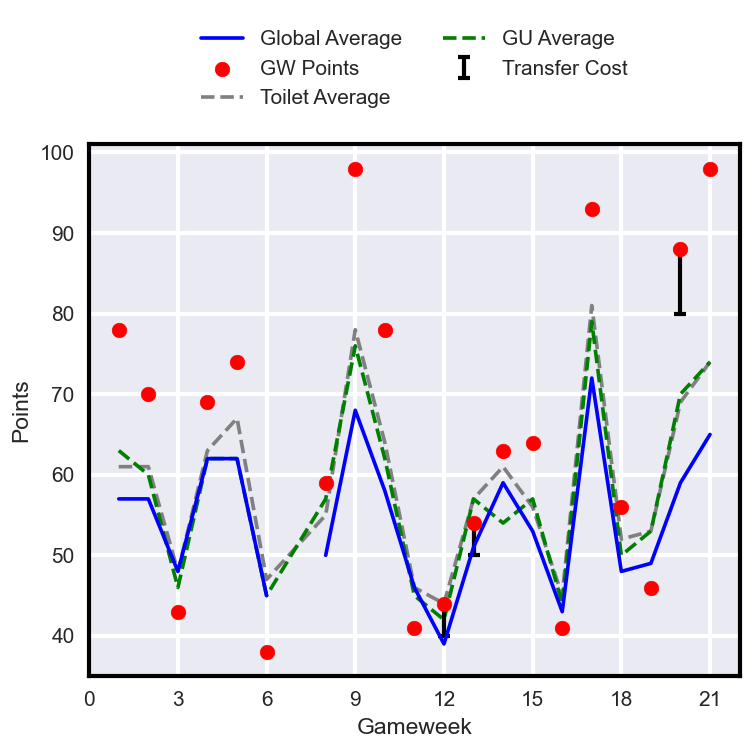 Global Average
GW Points
Toilet Average
GU Average
Transfer Cost
100
90
80
70
60
50
40
Points
0 3 6 9 12 15 18 21
Gameweek